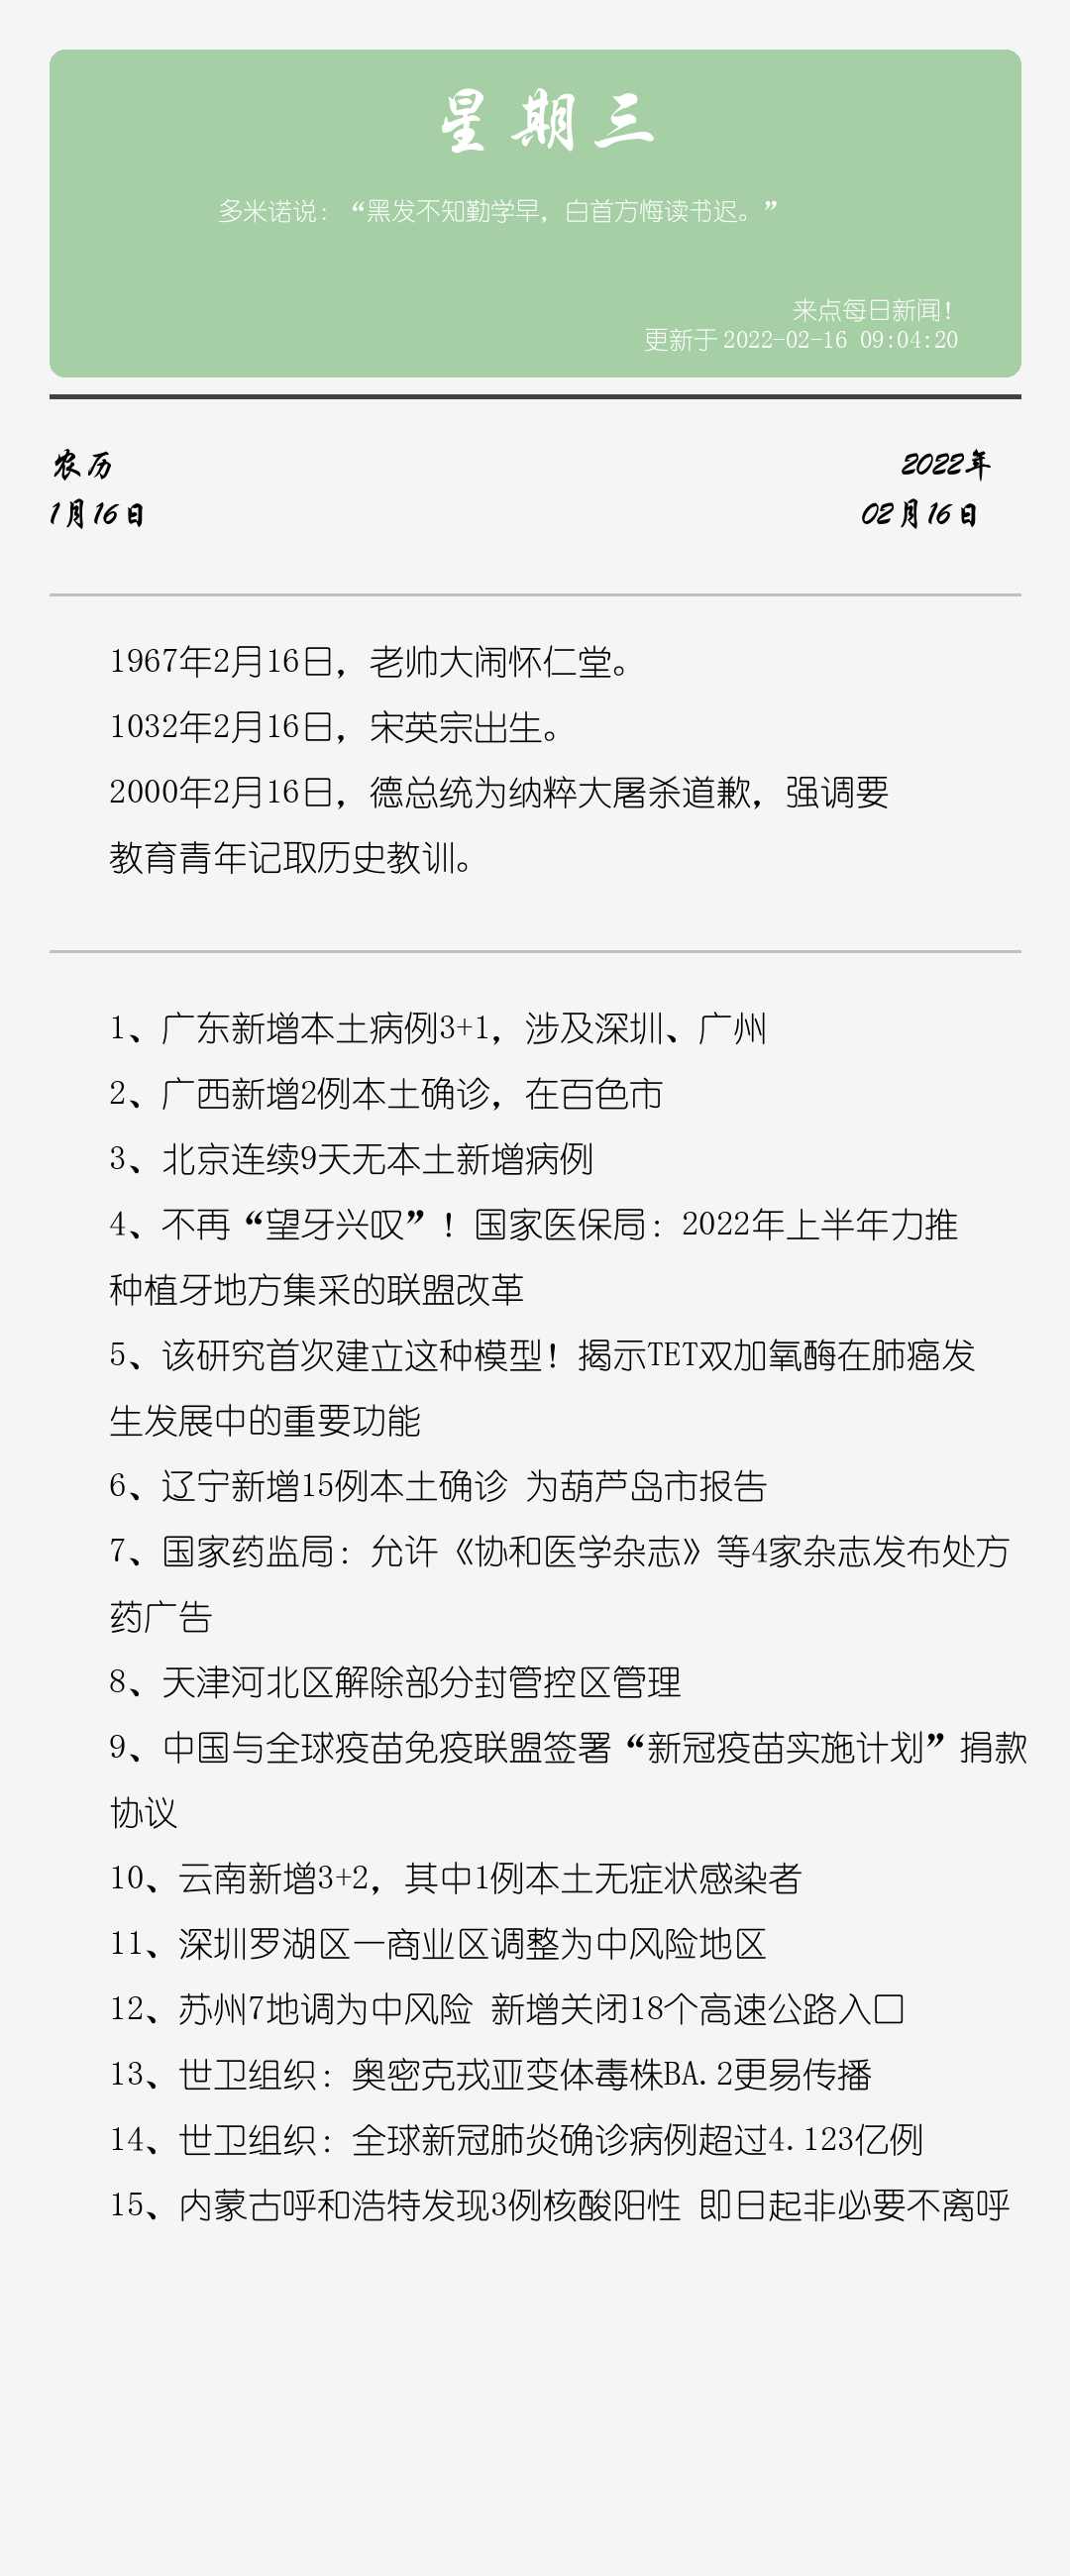 星期三
多米诺说：“黑发不知勤学早，白首方悔读书迟。”
来点每日新闻！
更新于2022-02-16 09:04:20
农历
2022年
1月16日
02月16日
1967年2月16日，老帅大闹怀仁堂。
1032年2月16日，宋英宗出生。
2000年2月16日，德总统为纳粹大屠杀道歉，强调要
教育青年记取历史教训。
1、广东新增本土病例3+1，涉及深圳、广州
2、广西新增2例本土确诊，在百色市
3、北京连续9天无本土新增病例
4、不再“望牙兴叹”！国家医保局：2022年上半年力推
种植牙地方集采的联盟改革
5、该研究首次建立这种模型！揭示TET双加氧酶在肺癌发
生发展中的重要功能
6、辽宁新增15例本土确诊 为葫芦岛市报告
7、国家药监局：允许《协和医学杂志》等4家杂志发布处方
药广告
8、天津河北区解除部分封管控区管理
9、中国与全球疫苗免疫联盟签署“新冠疫苗实施计划”捐款
协议
10、云南新增3+2，其中1例本土无症状感染者
11、深圳罗湖区一商业区调整为中风险地区
12、苏州7地调为中风险 新增关闭18个高速公路入口
13、世卫组织：奥密克戎亚变体毒株BA.2更易传播
14、世卫组织：全球新冠肺炎确诊病例超过4.123亿例
15、内蒙古呼和浩特发现3例核酸阳性 即日起非必要不离呼